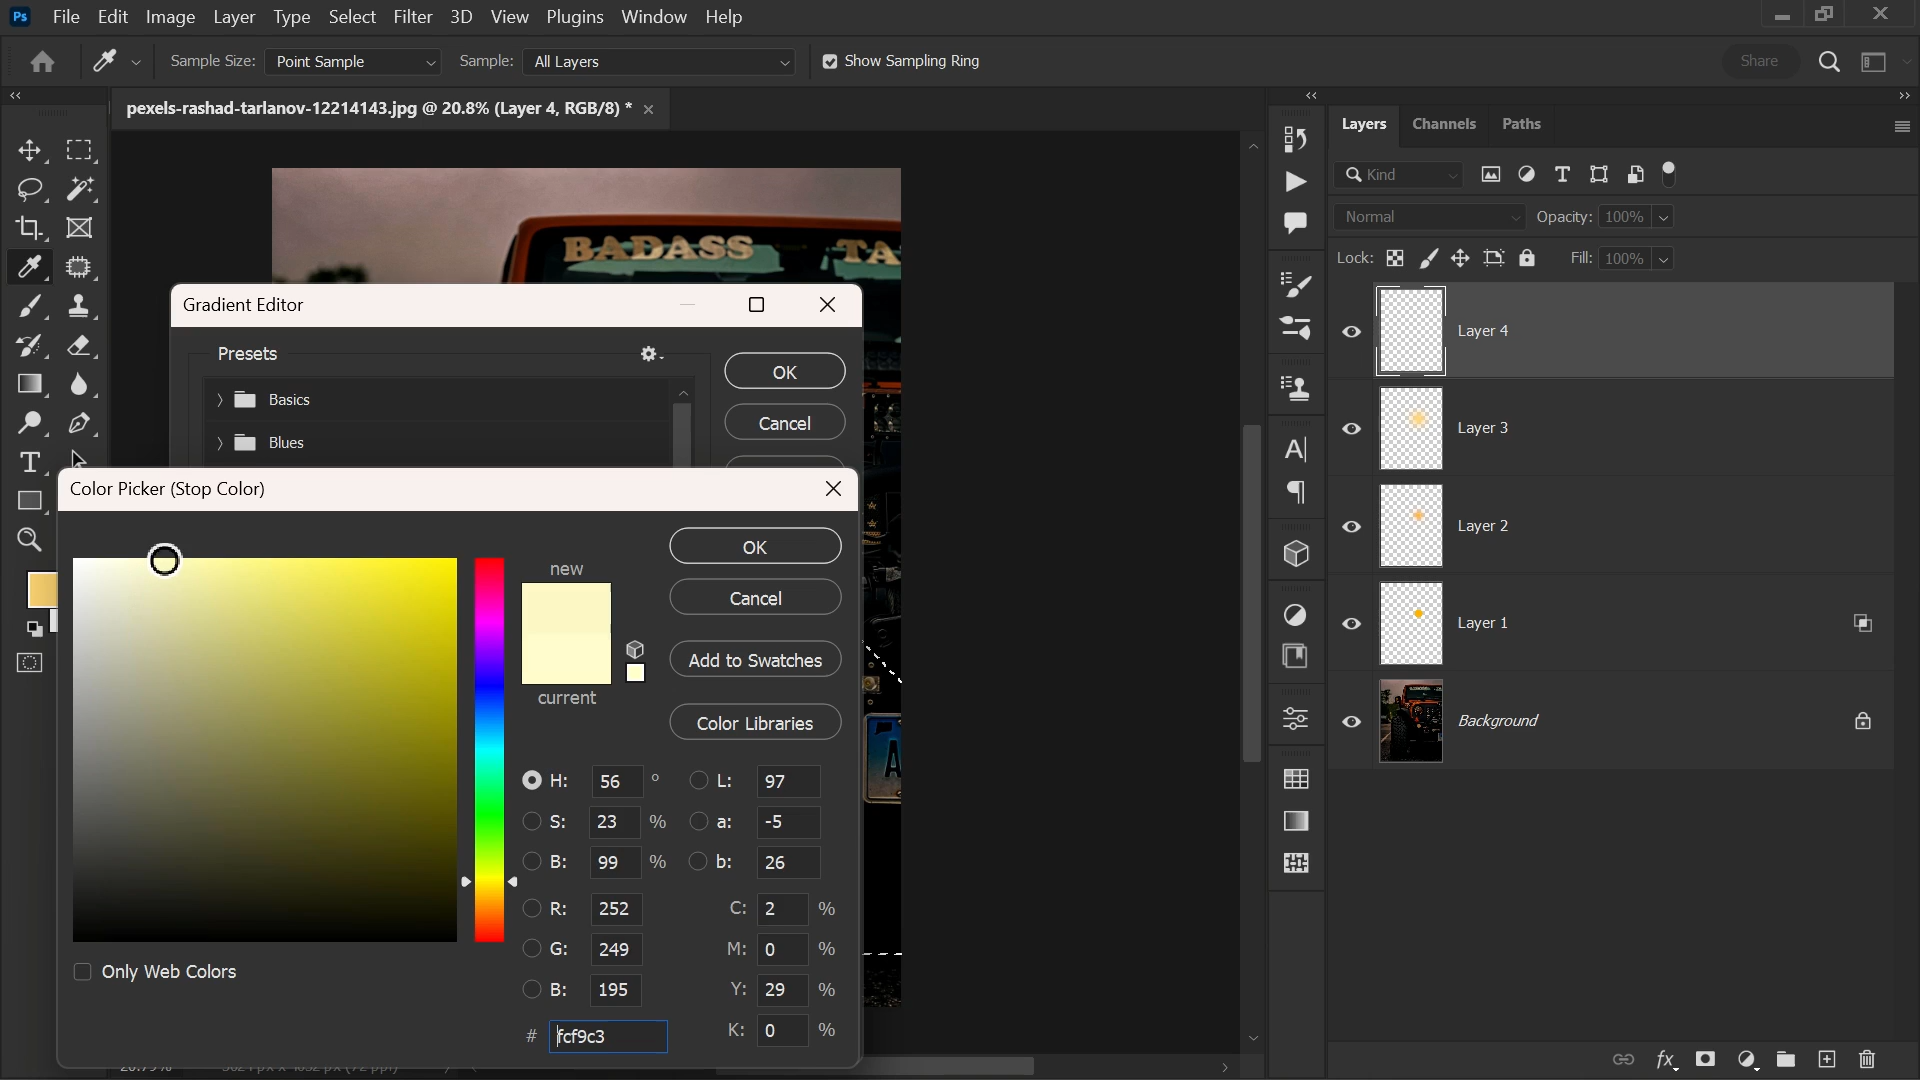 Ps File Edit Image Layer Type Select Filter 3D View Plugins Window Help
Sample Size: Point Sample Sample: All Layers Show Sampling Ring Share
pexels-rashad-tarlanov-12214143.jpg @ 20.8% (Layer 4, RGB/8) *
BADASS TA
Gradient Editor
Presets
Basics
Blues
OK
Cancel
Color Picker (Stop Color)
new
current
OK
Cancel
Add to Swatches
Color Libraries
H: 56 ° L: 97
S: 23 % a: -5
B: 99 % b: 26
R: 252 C: 2 %
G: 249 M: 0 %
B: 195 Y: 29 %
# fcf9c3 K: 0 %
Only Web Colors
A
Layers Channels Paths
Kind
Normal Opacity: 100%
Lock: Fill: 100%
Layer 4
Layer 3
Layer 2
Layer 1
Background